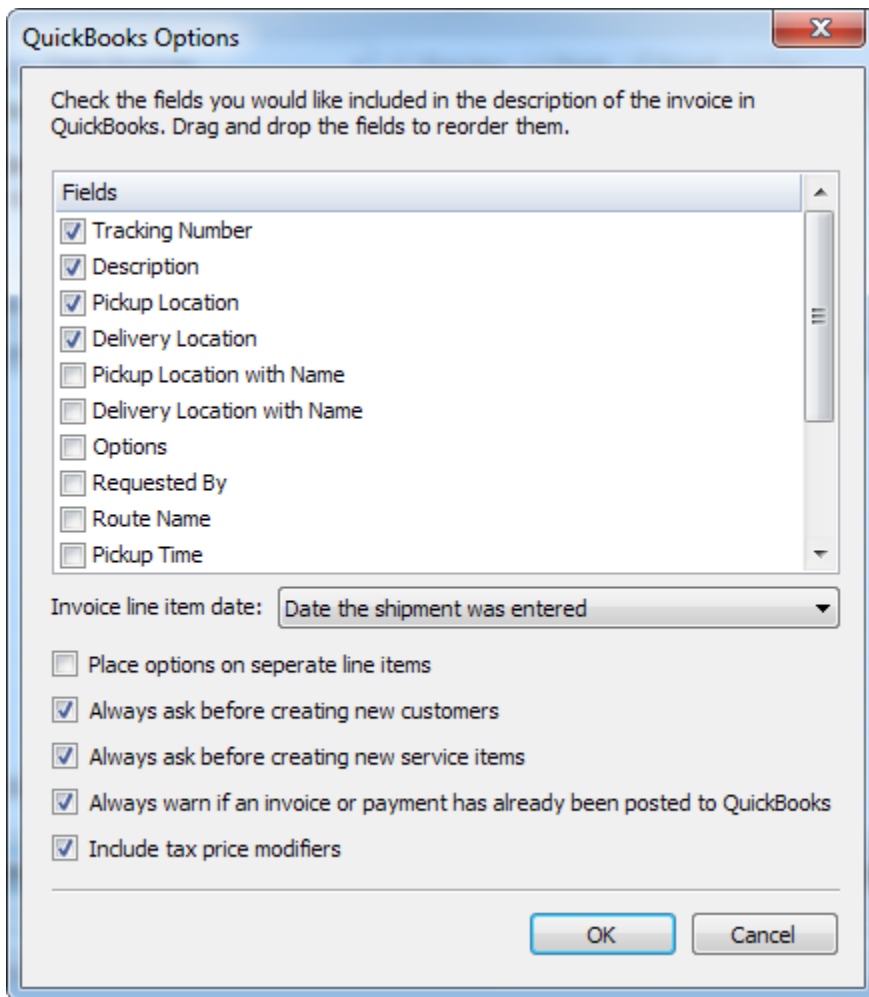 QuickBooks Options
Check the fields you would like included in the description of the invoice in
QuickBooks. Drag and drop the fields to reorder them.
Fields
Tracking Number
Description
Pickup Location
Delivery Location
Pickup Location with Name
Delivery Location with Name
Options
Requested By
Route Name
Pickup Time
Invoice line item date: Date the shipment was entered
Place options on seperate line items
Always ask before creating new customers
Always ask before creating new service items
Always warn if an invoice or payment has already been posted to QuickBooks
Include tax price modifiers
OK Cancel